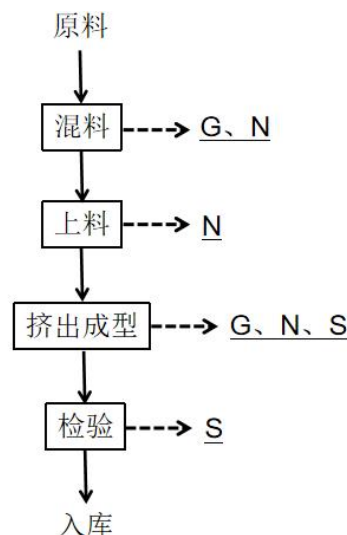 原料
混料 G、N
上料 N
挤出成型 G、N、S
检验 S
入库